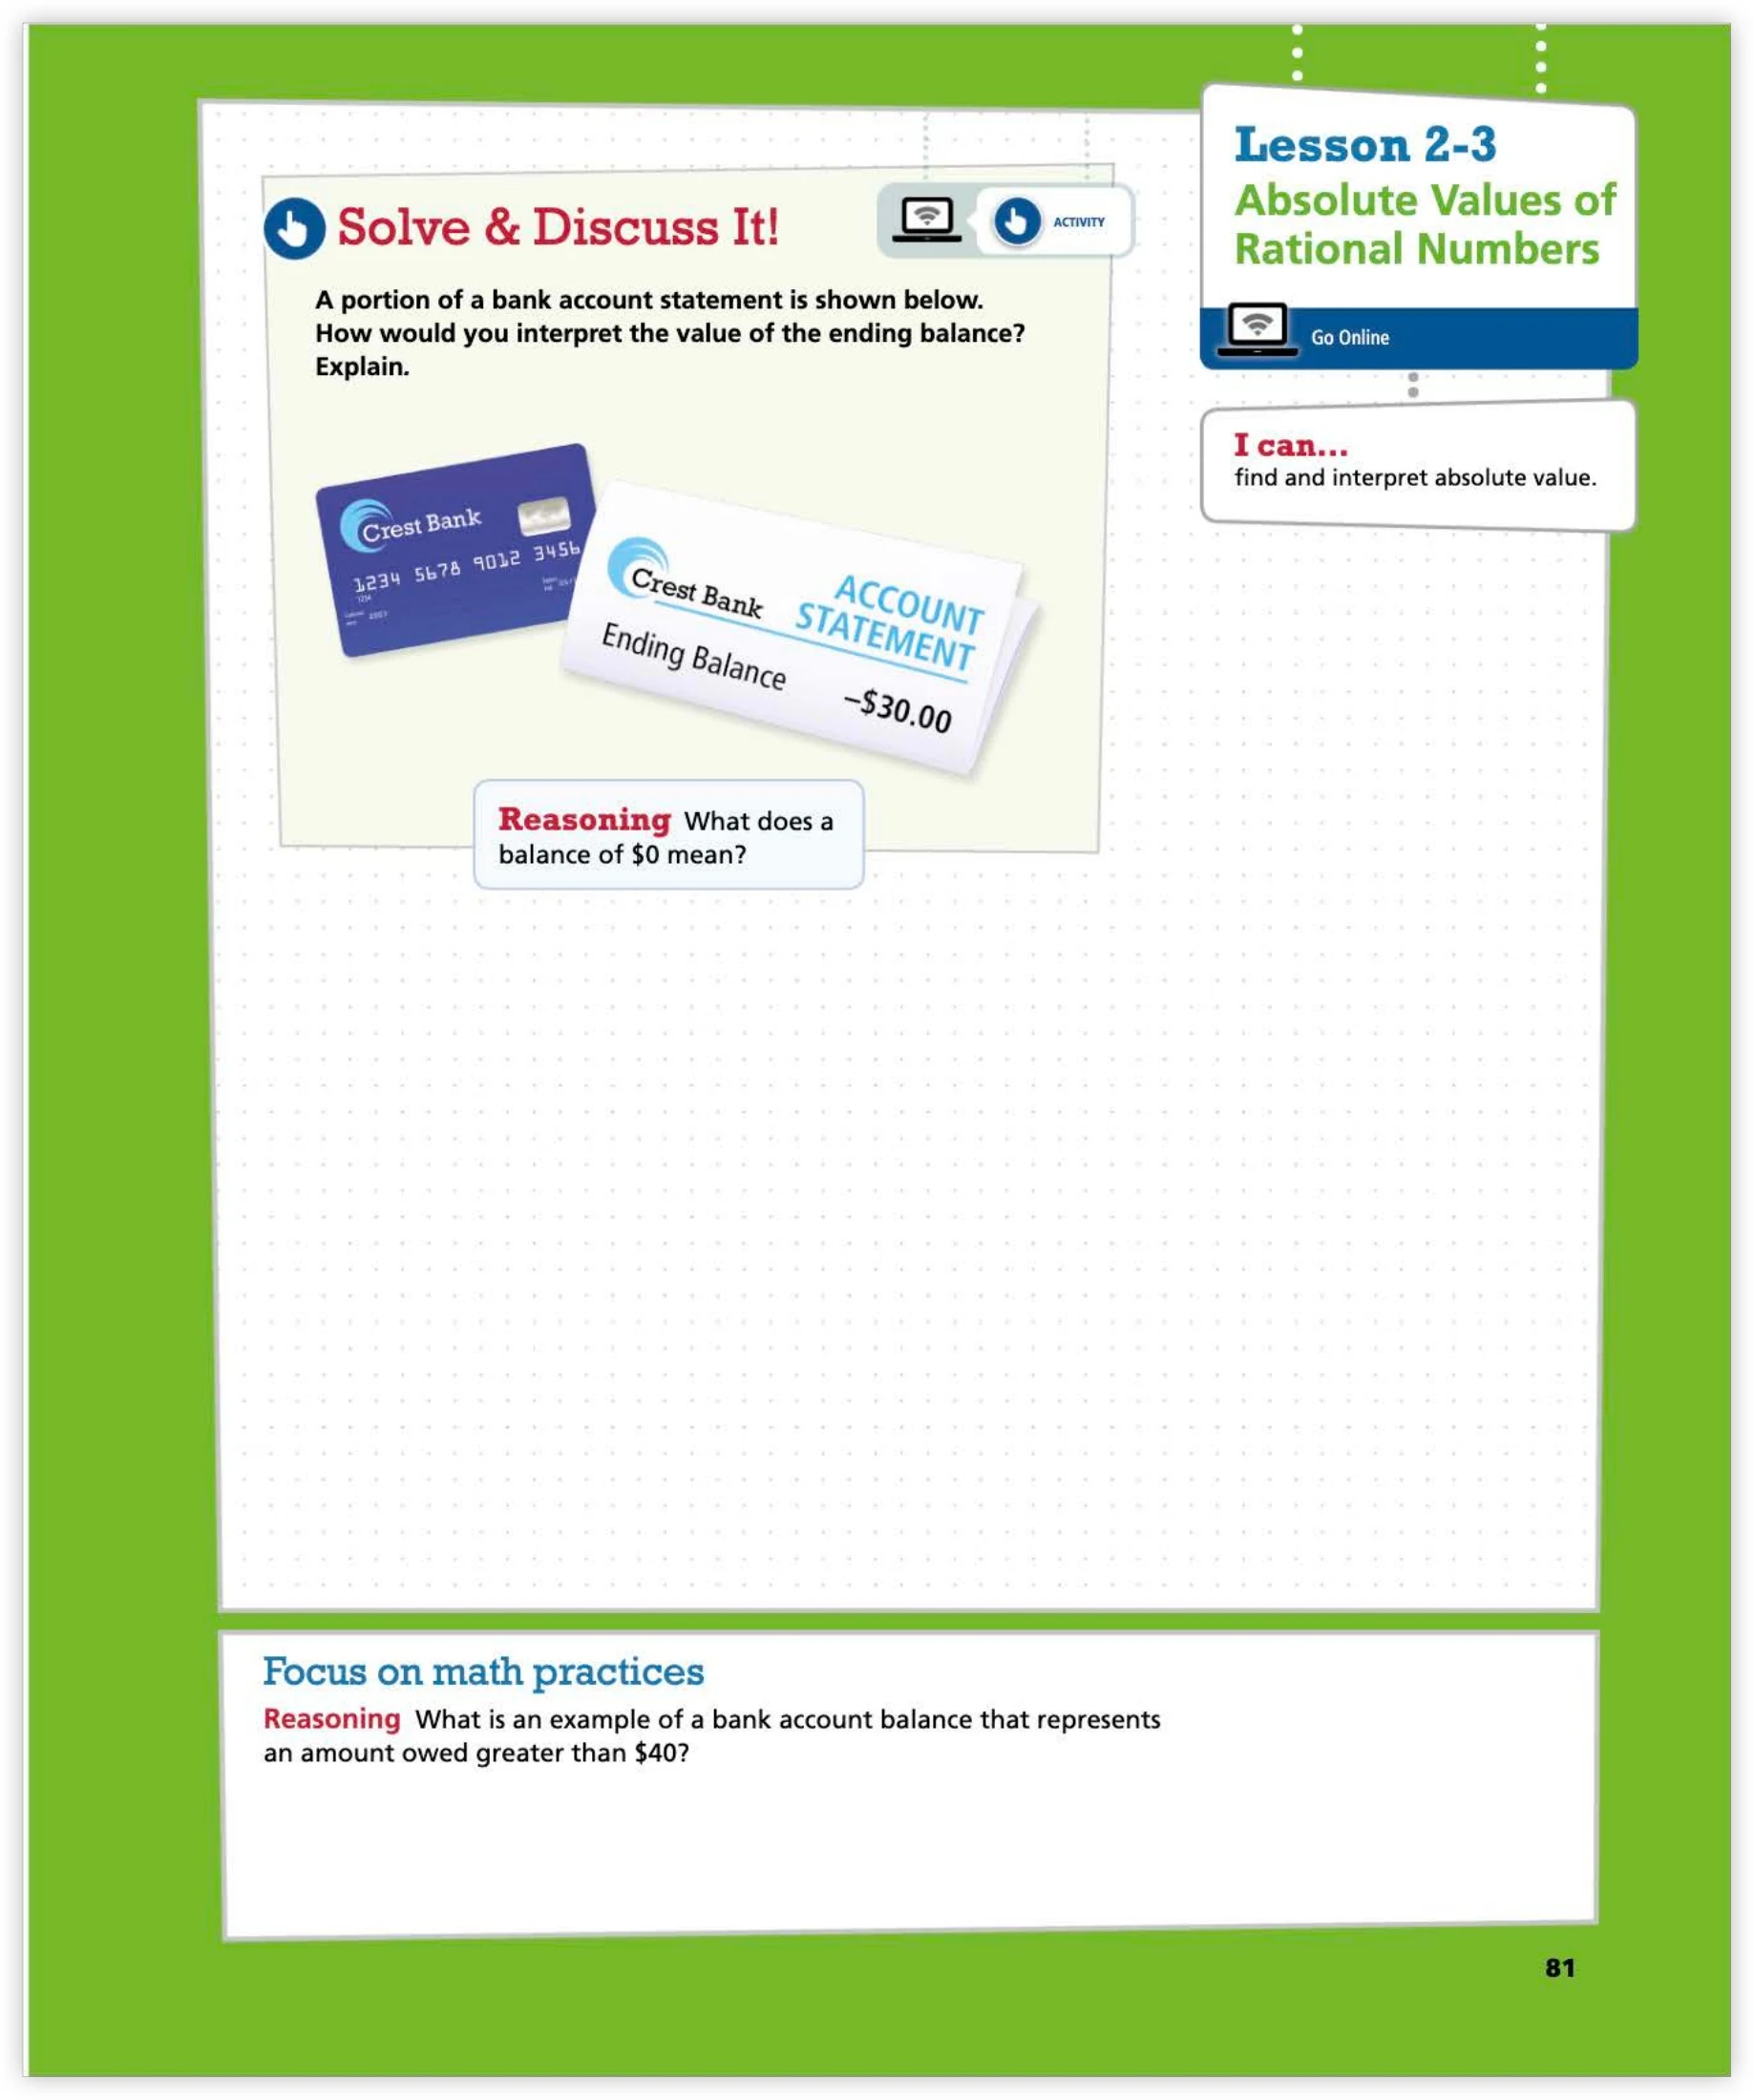 Lesson 2-3
Absolute Values of
Rational Numbers
Go Online
I can...
find and interpret absolute value.
Solve & Discuss It!
ACTIVITY
A portion of a bank account statement is shown below.
How would you interpret the value of the ending balance?
Explain.
Crest Bank
1234 5678 9012 3456
Crest Bank
ACCOUNT
STATEMENT
Ending Balance
–$30.00
Reasoning What does a
balance of $0 mean?
Focus on math practices
Reasoning What is an example of a bank account balance that represents
an amount owed greater than $40?
81